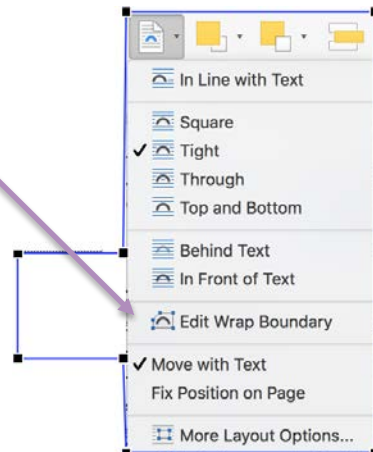 In Line with Text
Square
Tight
Through
Top and Bottom
Behind Text
In Front of Text
Edit Wrap Boundary
Move with Text
Fix Position on Page
More Layout Options...